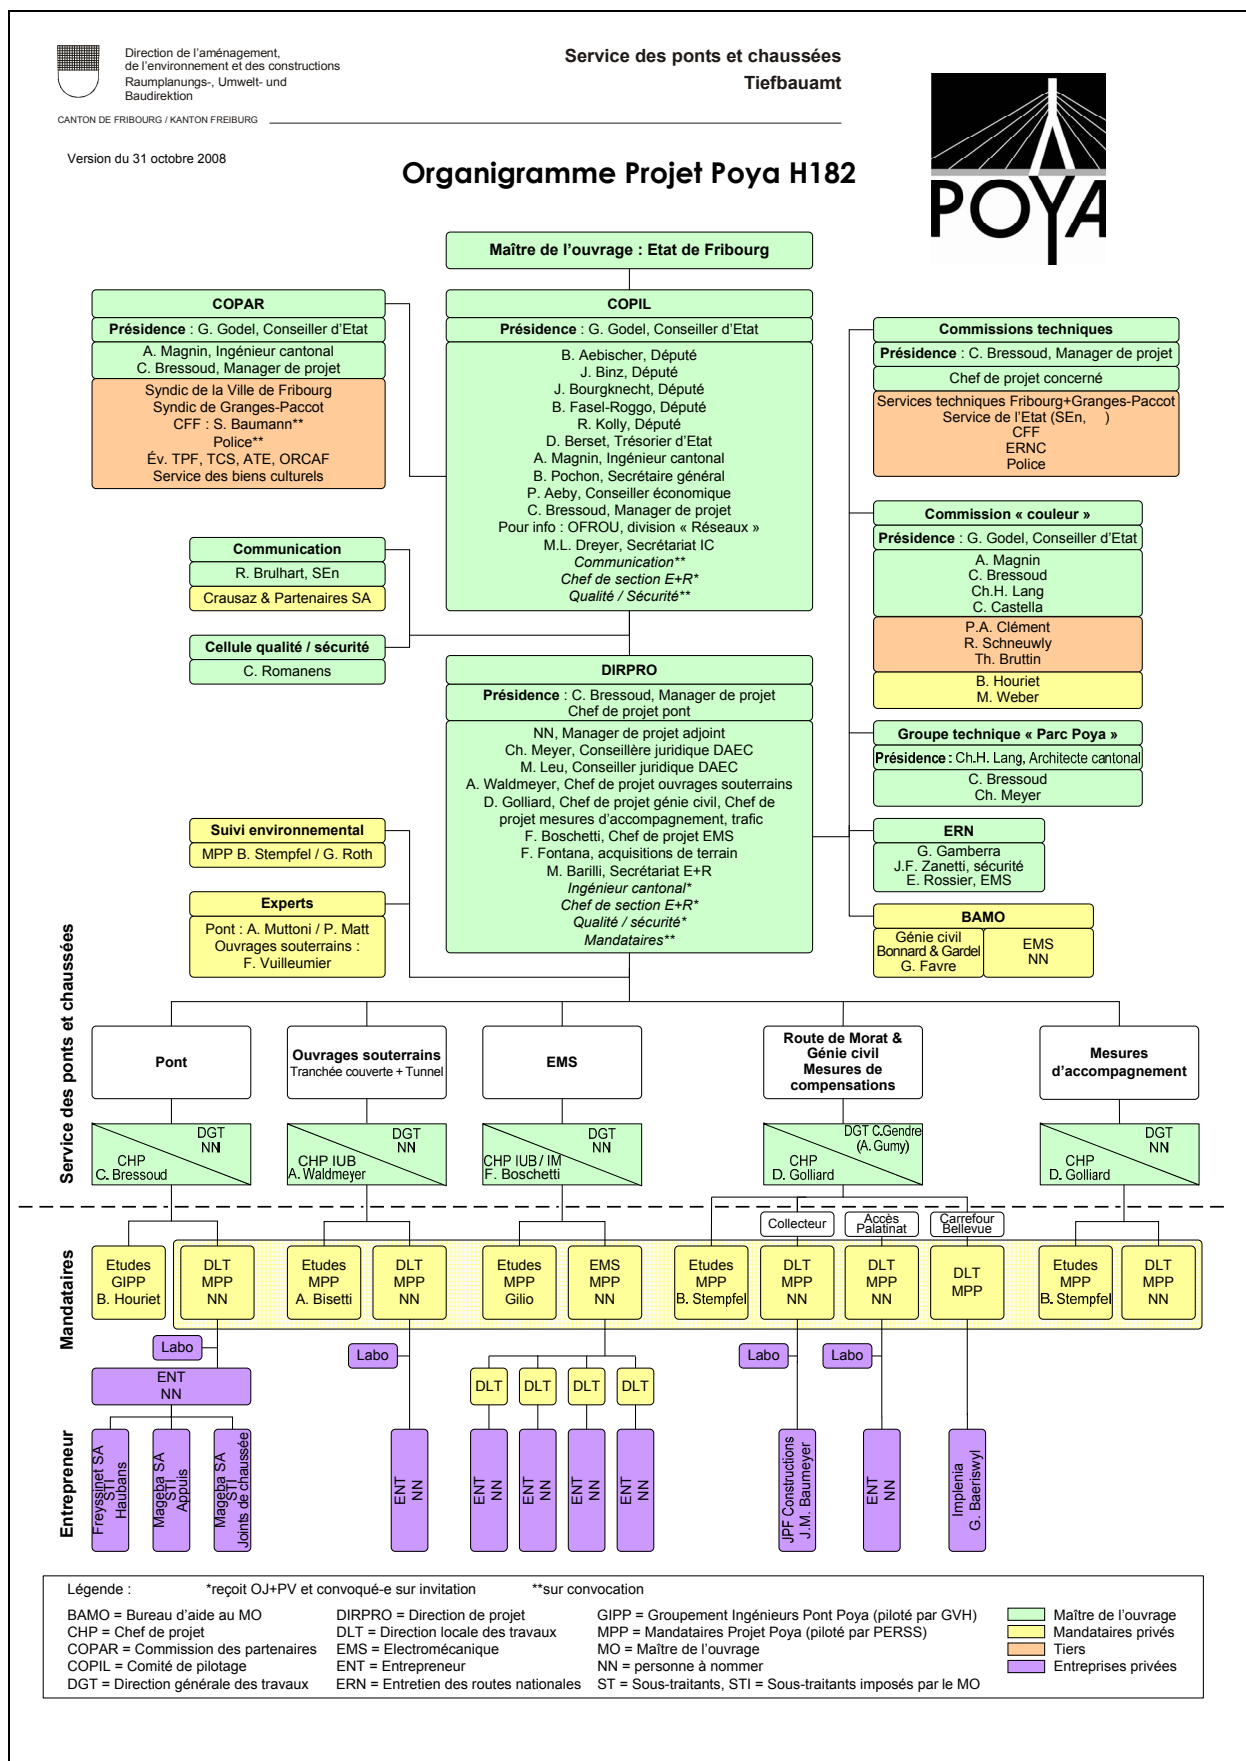 Direction de l'aménagement,
de l'environnement et des constructions
Raumplanungs-, Umwelt- und
Baudirektion
CANTON DE FRIBOURG / KANTON FREIBURG
Service des ponts et chaussées
Tiefbauamt
POYA
Version du 31 octobre 2008
Organigramme Projet Poya H182
Maître de l'ouvrage : Etat de Fribourg
COPAR
Présidence : G. Godel, Conseiller d'Etat
A. Magnin, Ingénieur cantonal
C. Bressoud, Manager de projet
Syndic de la Ville de Fribourg
Syndic de Granges-Paccot
CFF : S. Baumann**
Police**
Év. TPF, TCS, ATE, ORCAF
Service des biens culturels
COPIL
Présidence : G. Godel, Conseiller d'Etat
B. Aebischer, Député
J. Binz, Député
J. Bourgknecht, Député
B. Fasel-Roggo, Député
R. Kolly, Député
D. Berset, Trésorier d'Etat
A. Magnin, Ingénieur cantonal
B. Pochon, Secrétaire général
P. Aeby, Conseiller économique
C. Bressoud, Manager de projet
Pour info : OFROU, division « Réseaux »
M.L. Dreyer, Secrétariat IC
Communication**
Chef de section E+R*
Qualité / Sécurité**
Commissions techniques
Présidence : C. Bressoud, Manager de projet
Chef de projet concerné
Services techniques Fribourg+Granges-Paccot
Service de l'Etat (SEn, )
CFF
ERNC
Police
Commission « couleur »
Présidence : G. Godel, Conseiller d'Etat
A. Magnin
C. Bressoud
Ch.H. Lang
C. Castella
P.A. Clément
R. Schneuwly
Th. Bruttin
B. Houriet
M. Weber
Communication
R. Brulhart, SEn
Crausaz & Partenaires SA
Cellule qualité / sécurité
C. Romanens
DIRPRO
Présidence : C. Bressoud, Manager de projet
Chef de projet pont
NN, Manager de projet adjoint
Ch. Meyer, Conseillère juridique DAEC
M. Leu, Conseiller juridique DAEC
A. Waldmeyer, Chef de projet ouvrages souterrains
D. Golliard, Chef de projet génie civil, Chef de
projet mesures d'accompagnement, trafic
F. Boschetti, Chef de projet EMS
F. Fontana, acquisitions de terrain
M. Barilli, Secrétariat E+R
Ingénieur cantonal*
Chef de section E+R*
Qualité / sécurité*
Mandataires**
Groupe technique « Parc Poya »
Présidence : Ch.H. Lang, Architecte cantonal
C. Bressoud
Ch. Meyer
Suivi environnemental
MPP B. Stempfel / G. Roth
Experts
Pont : A. Muttoni / P. Matt
Ouvrages souterrains :
F. Vuilleumier
ERN
G. Gamberra
J.F. Zanetti, sécurité
E. Rossier, EMS
BAMO
Génie civil
Bonnard & Gardel
G. Favre
EMS
NN
Service des ponts et chaussées
Pont
Ouvrages souterrains
Tranchée couverte + Tunnel
EMS
Route de Morat &
Génie civil
Mesures de
compensations
Mesures
d'accompagnement
DGT
NN
CHP
C. Bressoud
DGT
NN
CHP IUB
A. Waldmeyer
DGT
NN
CHP IUB / IM
F. Boschetti
DGT C.Gendre
(A. Gumy)
CHP
D. Golliard
DGT
NN
CHP
D. Golliard
Mandataires
Collecteur
Accès
Palatinat
Carrefour
Bellevue
Etudes
GIPP
B. Houriet
DLT
MPP
NN
Etudes
MPP
A. Bisetti
DLT
MPP
NN
Etudes
MPP
Gilio
EMS
MPP
NN
Etudes
MPP
B. Stempfel
DLT
MPP
NN
DLT
MPP
NN
DLT
MPP
Etudes
MPP
B. Stempfel
DLT
MPP
NN
Labo
Labo
Labo
Labo
ENT
NN
DLT
DLT
DLT
DLT
Entrepreneur
Freyssinet SA
STI
Haubans
Mageba SA
STI
Appuis
Mageba SA
STI
Joints de chaussée
ENT
NN
ENT
NN
ENT
NN
ENT
NN
ENT
NN
JPF Constructions
J.M. Baumeyer
ENT
NN
Implenia
G. Baeriswyl
Légende : *reçoit OJ+PV et convoqué-e sur invitation **sur convocation
BAMO = Bureau d'aide au MO
CHP = Chef de projet
COPAR = Commission des partenaires
COPIL = Comité de pilotage
DGT = Direction générale des travaux
DIRPRO = Direction de projet
DLT = Direction locale des travaux
EMS = Electromécanique
ENT = Entrepreneur
ERN = Entretien des routes nationales
GIPP = Groupement Ingénieurs Pont Poya (piloté par GVH)
MPP = Mandataires Projet Poya (piloté par PERSS)
MO = Maître de l'ouvrage
NN = personne à nommer
ST = Sous-traitants, STI = Sous-traitants imposés par le MO
Maître de l'ouvrage
Mandataires privés
Tiers
Entreprises privées